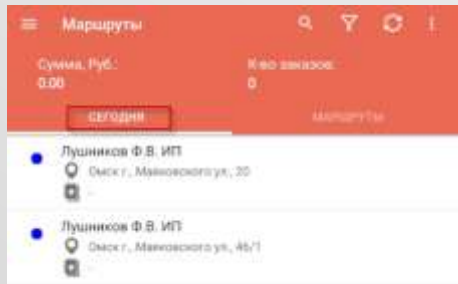 Маршруты
Сумма, Руб.:
0.00
К-во заказов:
0
СЕГОДНЯ
МАРШРУТЫ
Лушников Ф.В. ИП
Омск г., Маяковского ул., 20
-
Лушников Ф.В. ИП
Омск г., Маяковского ул., 46/1
-